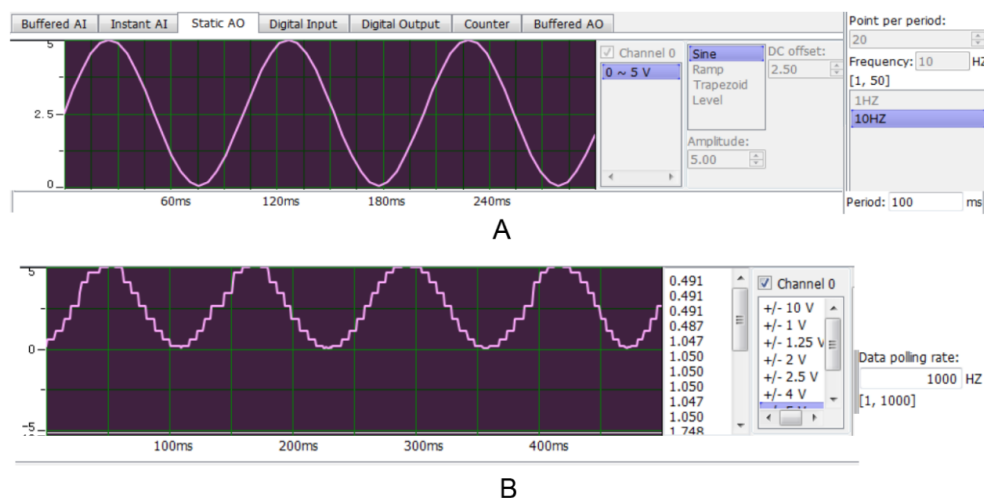 Buffered AI Instant AI Static AO Digital Input Digital Output Counter Buffered AO
5
2.5
0
60ms 120ms 180ms 240ms
Channel 0
0 ~ 5 V
Sine
Ramp
Trapezoid
Level
DC offset:
2.50
Amplitude:
5.00
Point per period:
20
Frequency: 10 HZ
[1, 50]
1HZ
10HZ
Period: 100 ms
A
5
0
-5
100ms 200ms 300ms 400ms
0.491
0.491
0.491
0.487
1.047
1.050
1.050
1.050
1.047
1.050
1.748
Channel 0
+/- 10 V
+/- 1 V
+/- 1.25 V
+/- 2 V
+/- 2.5 V
+/- 4 V
Data polling rate:
1000 HZ
[1, 1000]
B